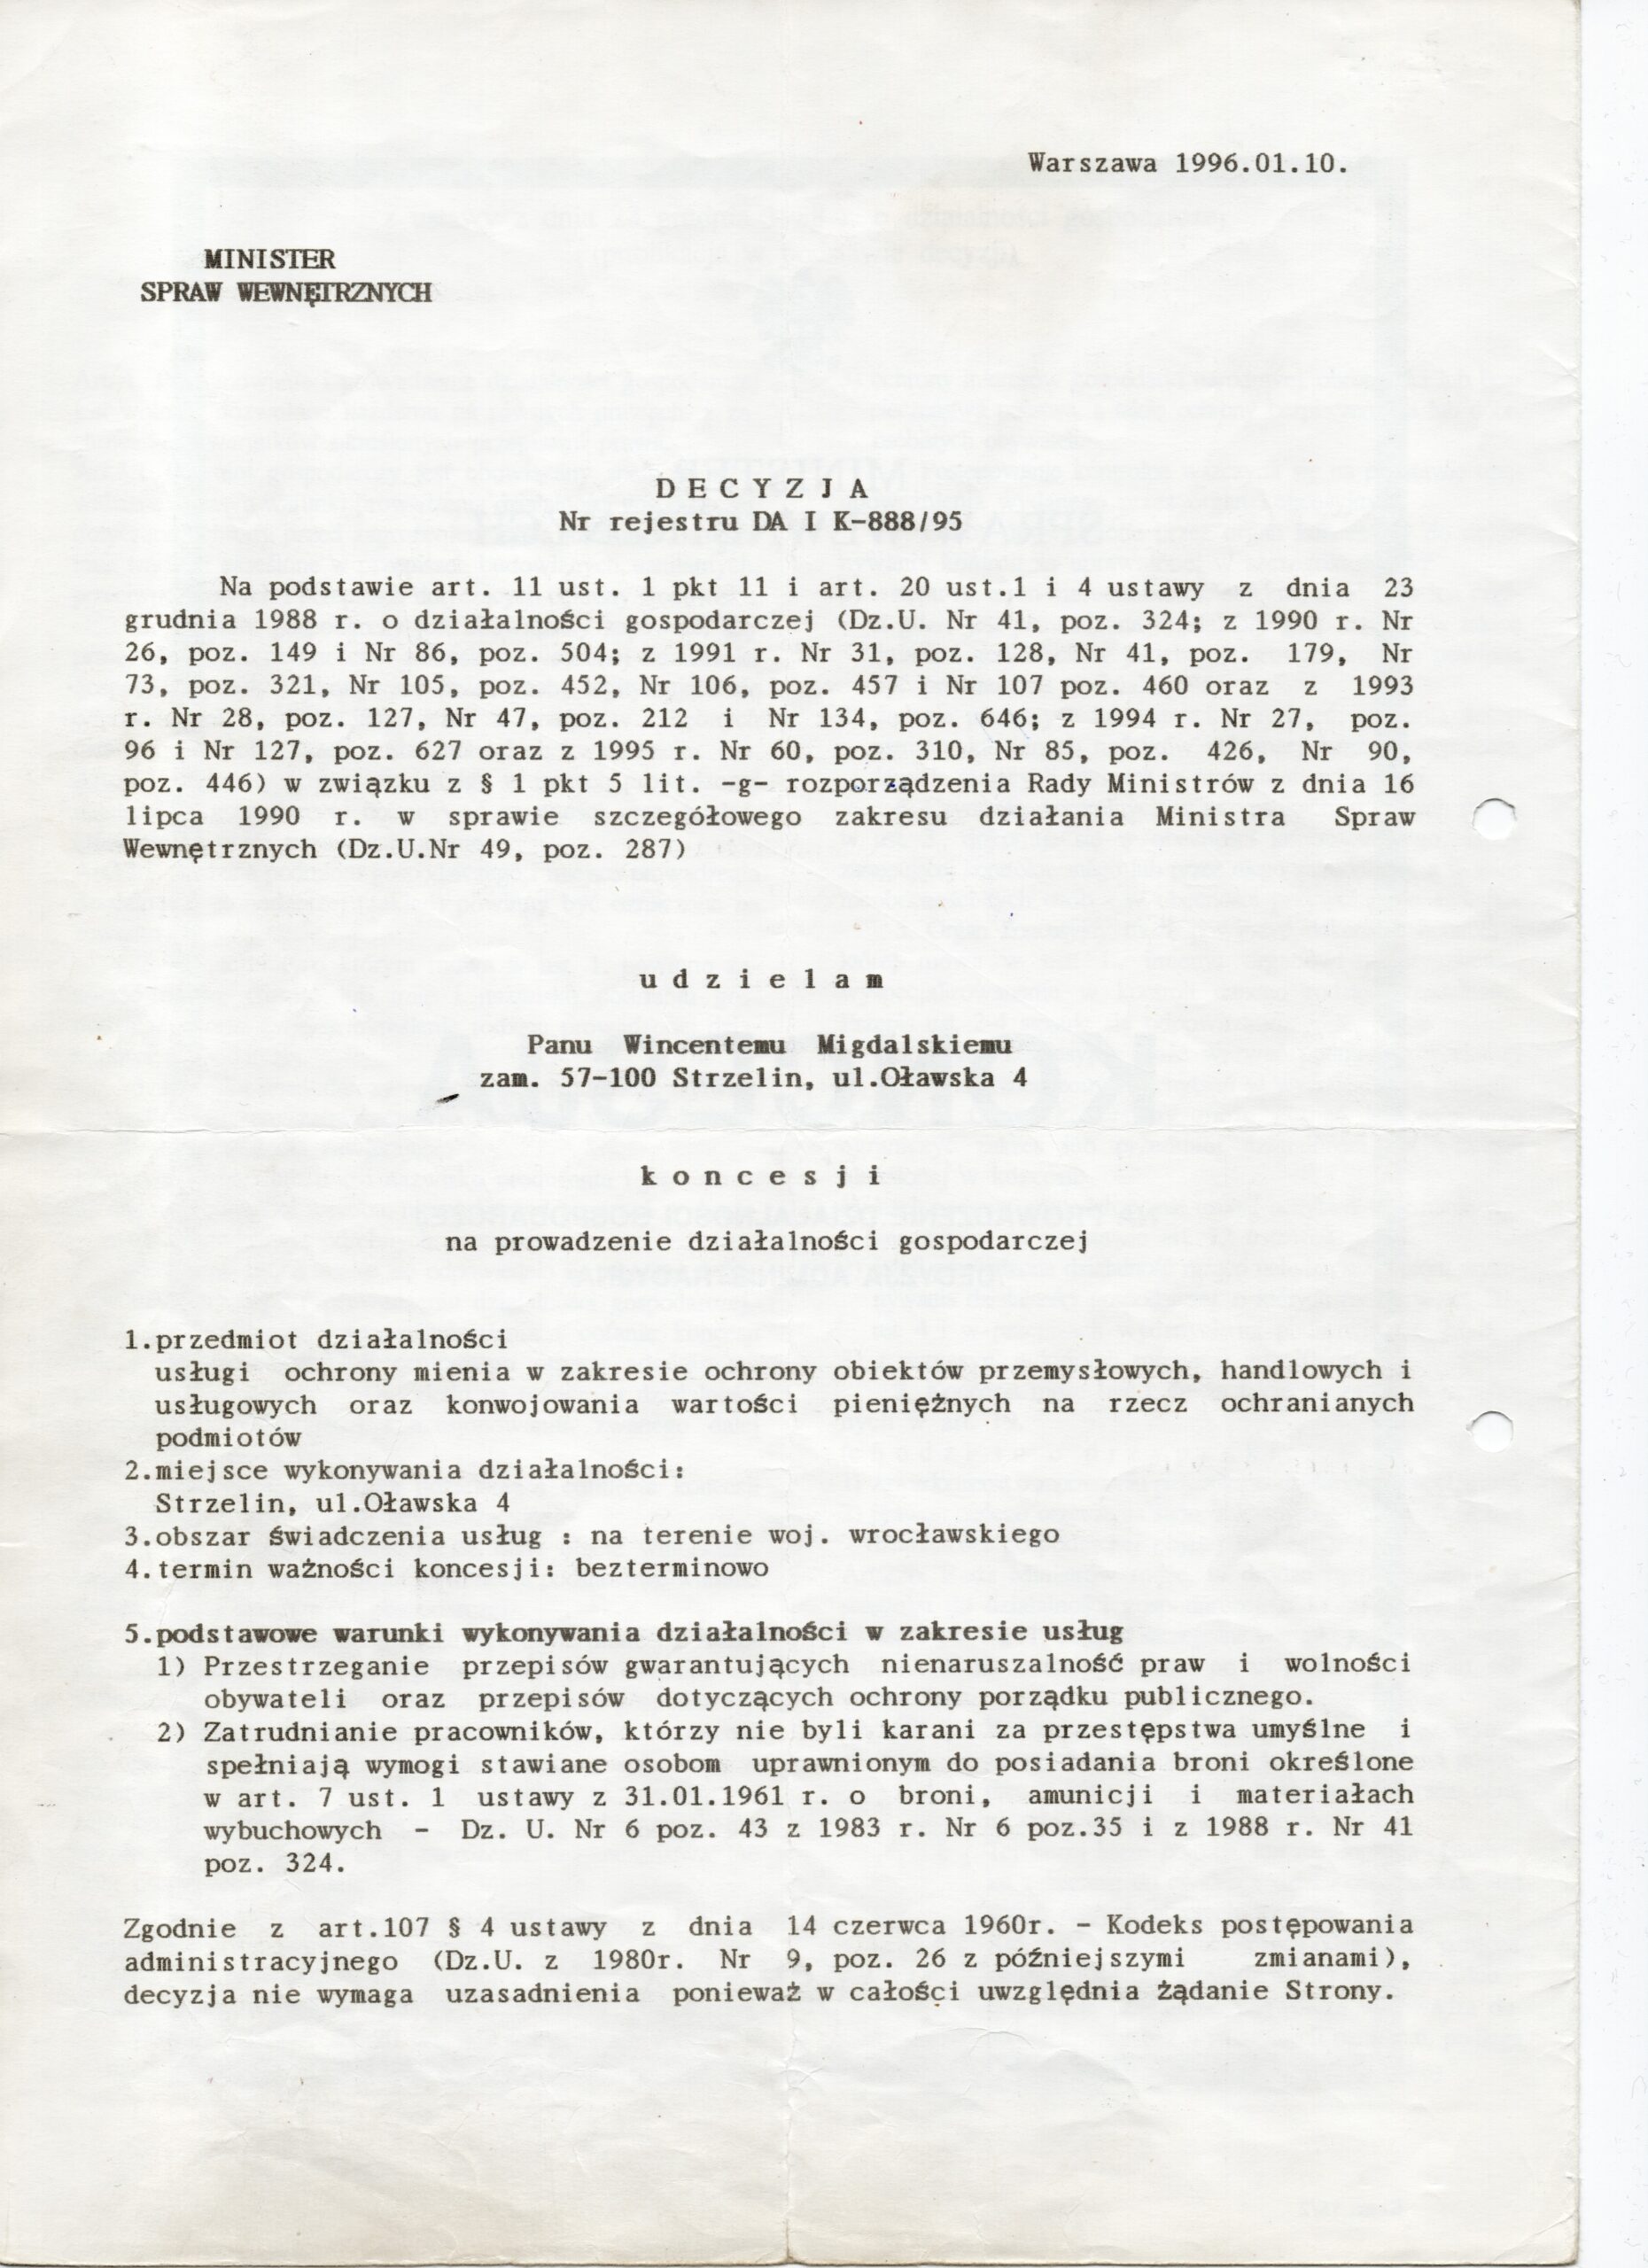 Warszawa 1996.01.10.
MINISTER
SPRAW WEWNĘTRZNYCH
D E C Y Z J A
Nr rejestru DA I K-888/95
Na podstawie art. 11 ust. 1 pkt 11 i art. 20 ust.1 i 4 ustawy z dnia 23
grudnia 1988 r. o działalności gospodarczej (Dz.U. Nr 41, poz. 324; z 1990 r. Nr
26, poz. 149 i Nr 86, poz. 504; z 1991 r. Nr 31, poz. 128, Nr 41, poz. 179, Nr
73, poz. 321, Nr 105, poz. 452, Nr 106, poz. 457 i Nr 107 poz. 460 oraz z 1993
r. Nr 28, poz. 127, Nr 47, poz. 212 i Nr 134, poz. 646; z 1994 r. Nr 27, poz.
96 i Nr 127, poz. 627 oraz z 1995 r. Nr 60, poz. 310, Nr 85, poz. 426, Nr 90,
poz. 446) w związku z § 1 pkt 5 lit. -g- rozporządzenia Rady Ministrów z dnia 16
lipca 1990 r. w sprawie szczegółowego zakresu działania Ministra Spraw
Wewnętrznych (Dz.U.Nr 49, poz. 287)
u d z i e l a m
Panu Wincentemu Migdalskiemu
zam. 57-100 Strzelin, ul.Oławska 4
k o n c e s j i
na prowadzenie działalności gospodarczej
1.przedmiot działalności
usługi ochrony mienia w zakresie ochrony obiektów przemysłowych, handlowych i
usługowych oraz konwojowania wartości pieniężnych na rzecz ochranianych
podmiotów
2.miejsce wykonywania działalności:
Strzelin, ul.Oławska 4
3.obszar świadczenia usług : na terenie woj. wrocławskiego
4.termin ważności koncesji: bezterminowo
5.podstawowe warunki wykonywania działalności w zakresie usług
1) Przestrzeganie przepisów gwarantujących nienaruszalność praw i wolności
obywateli oraz przepisów dotyczących ochrony porządku publicznego.
2) Zatrudnianie pracowników, którzy nie byli karani za przestępstwa umyślne i
spełniają wymogi stawiane osobom uprawnionym do posiadania broni określone
w art. 7 ust. 1 ustawy z 31.01.1961 r. o broni, amunicji i materiałach
wybuchowych - Dz. U. Nr 6 poz. 43 z 1983 r. Nr 6 poz.35 i z 1988 r. Nr 41
poz. 324.
Zgodnie z art.107 § 4 ustawy z dnia 14 czerwca 1960r. - Kodeks postępowania
administracyjnego (Dz.U. z 1980r. Nr 9, poz. 26 z późniejszymi zmianami),
decyzja nie wymaga uzasadnienia ponieważ w całości uwzględnia żądanie Strony.